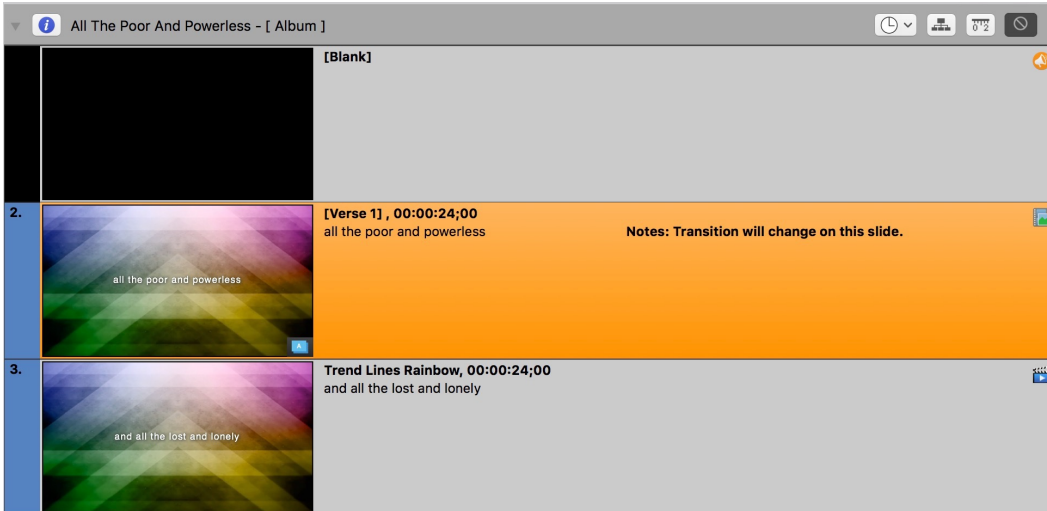 All The Poor And Powerless - [ Album ]
[Blank]
2.
[Verse 1] , 00:00:24;00
all the poor and powerless
Notes: Transition will change on this slide.
all the poor and powerless
A
3.
Trend Lines Rainbow, 00:00:24;00
and all the lost and lonely
and all the lost and lonely